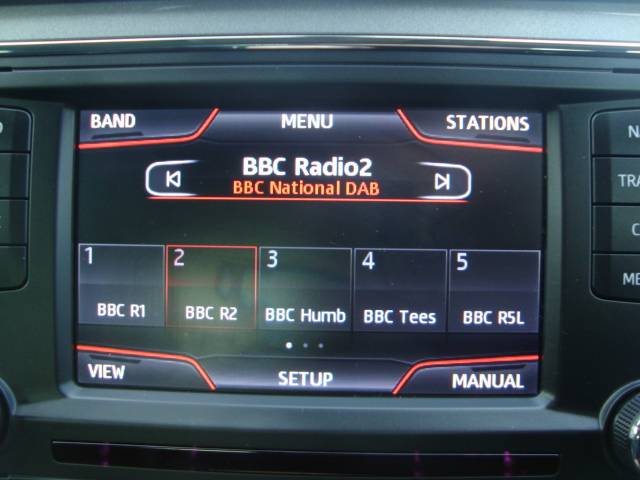 BAND MENU STATIONS
BBC Radio2
BBC National DAB
1 2 3 4 5
BBC R1 BBC R2 BBC Humb BBC Tees BBC R5L
VIEW SETUP MANUAL